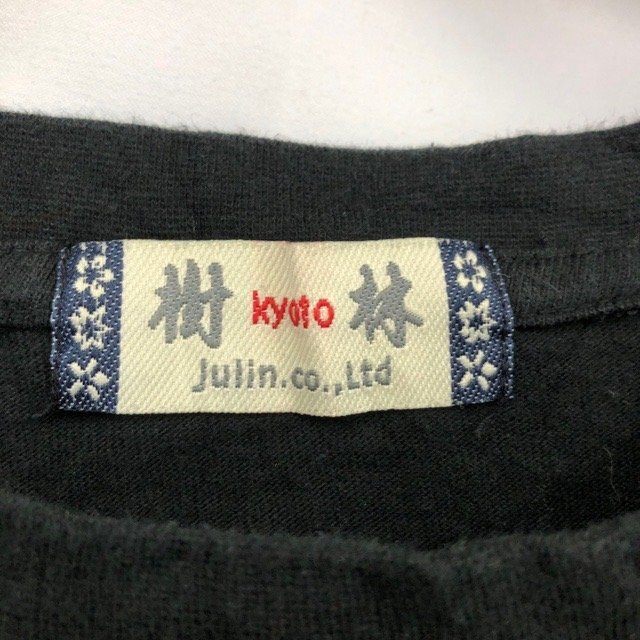 樹 kyoto 林
Julin.co.,Ltd